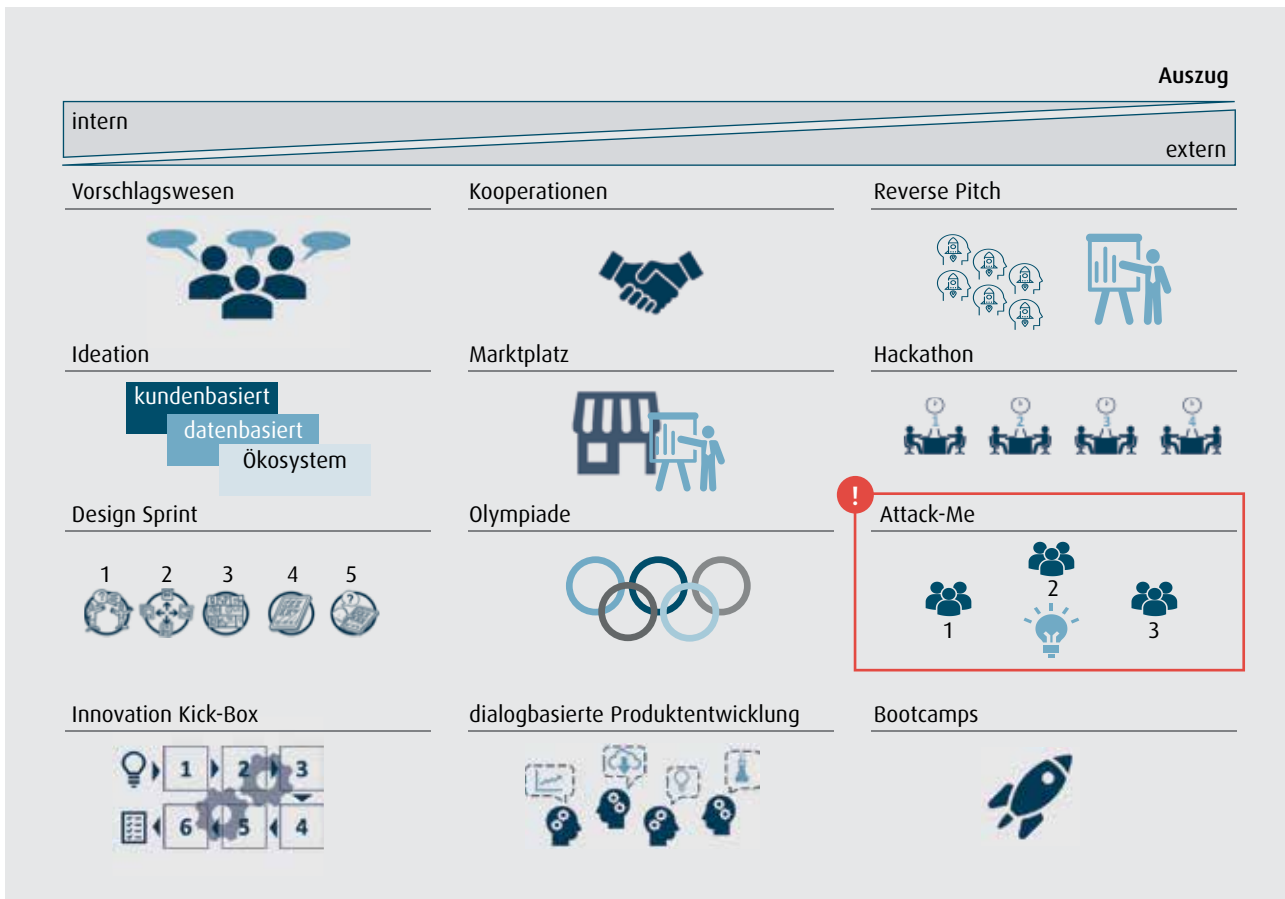 Auszug
intern
extern
Vorschlagswesen
Kooperationen
Reverse Pitch
Ideation
kundenbasiert
datenbasiert
Ökosystem
Marktplatz
Hackathon
1 2 3 4
Design Sprint
1 2 3 4 5
Olympiade
!
Attack-Me
2
1 3
Innovation Kick-Box
1 2 3
6 5 4
dialogbasierte Produktentwicklung
Bootcamps